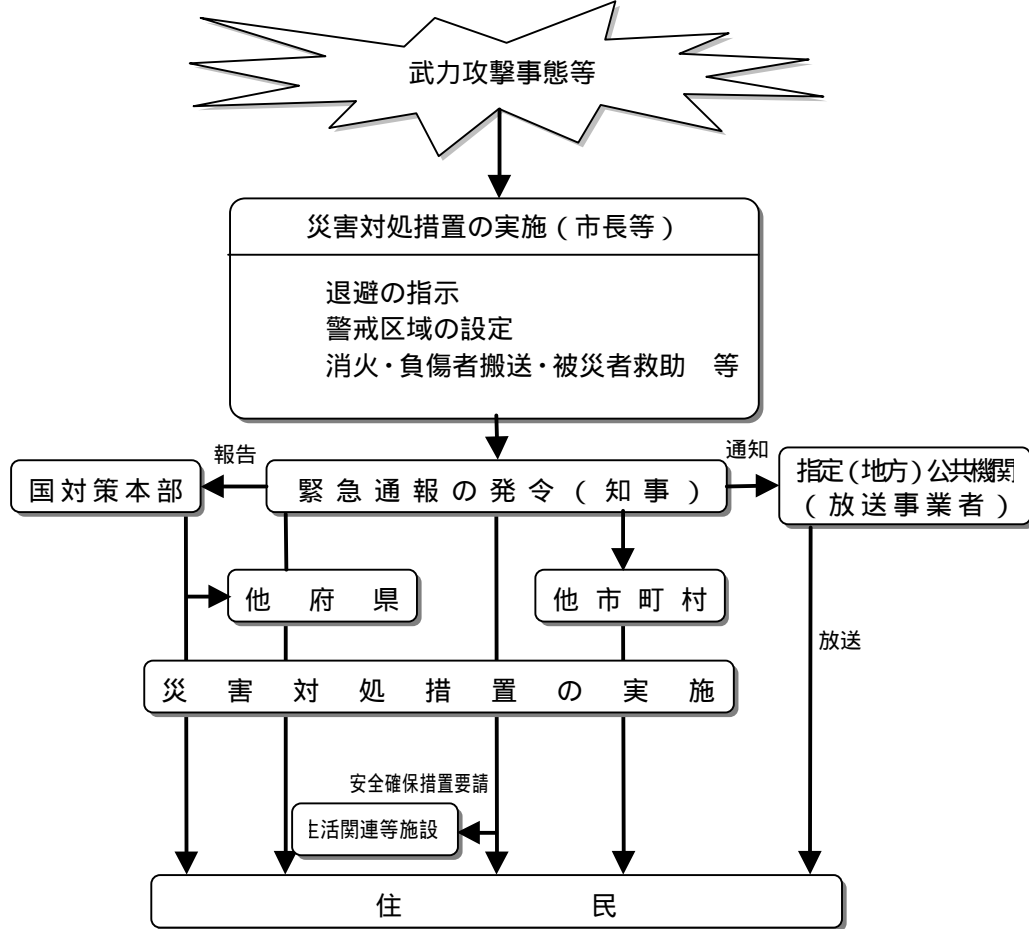 武力攻撃事態等
災害対処措置の実施(市長等)
退避の指示
警戒区域の設定
消火・負傷者搬送・被災者救助　等
報告
通知
国対策本部
緊急通報の発令(知事)
指定(地方)公共機関
(放送事業者)
他府県
他市町村
放送
災害対処措置の実施
安全確保措置要請
生活関連等施設
住民